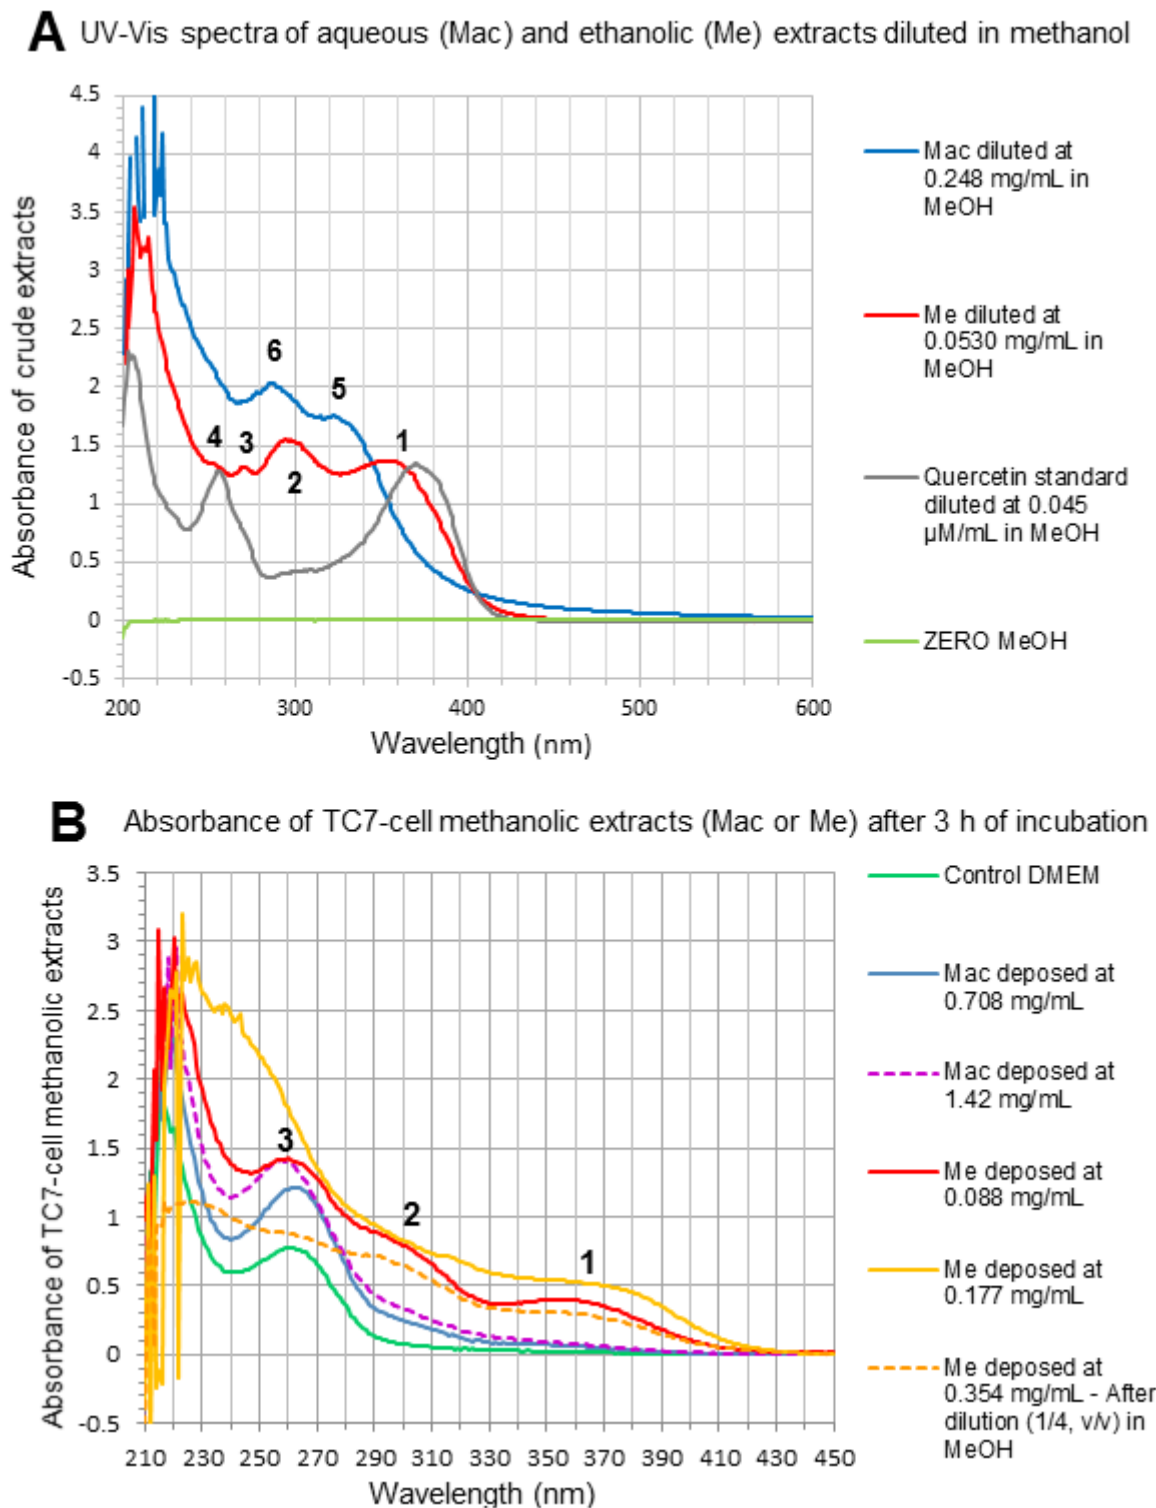 A UV-Vis spectra of aqueous (Mac) and ethanolic (Me) extracts diluted in methanol
Absorbance of crude extracts
4.5
4
3.5
3
2.5
2
1.5
1
0.5
0
-0.5
6
5
4
3
2
1
200
300
400
500
600
Wavelength (nm)
Mac diluted at
0.248 mg/mL in
MeOH
Me diluted at
0.0530 mg/mL in
MeOH
Quercetin standard
diluted at 0.045
µM/mL in MeOH
ZERO MeOH
B Absorbance of TC7-cell methanolic extracts (Mac or Me) after 3 h of incubation
Absorbance of TC7-cell methanolic extracts
3.5
3
2.5
2
1.5
1
0.5
0
-0.5
3
2
1
210 230 250 270 290 310 330 350 370 390 410 430 450
Wavelength (nm)
Control DMEM
Mac deposed at
0.708 mg/mL
Mac deposed at
1.42 mg/mL
Me deposed at
0.088 mg/mL
Me deposed at
0.177 mg/mL
Me deposed at
0.354 mg/mL - After
dilution (1/4, v/v) in
MeOH